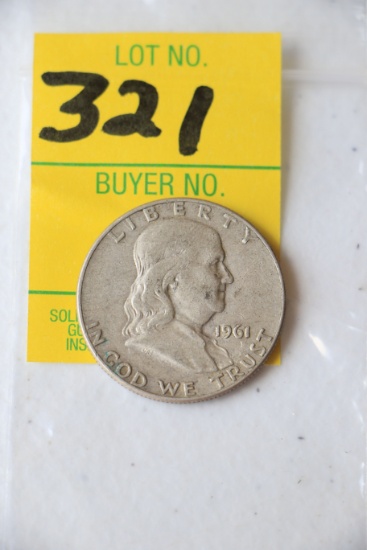 LOT NO.
321
BUYER NO.
LIBERTY
1961
IN GOD WE TRUST